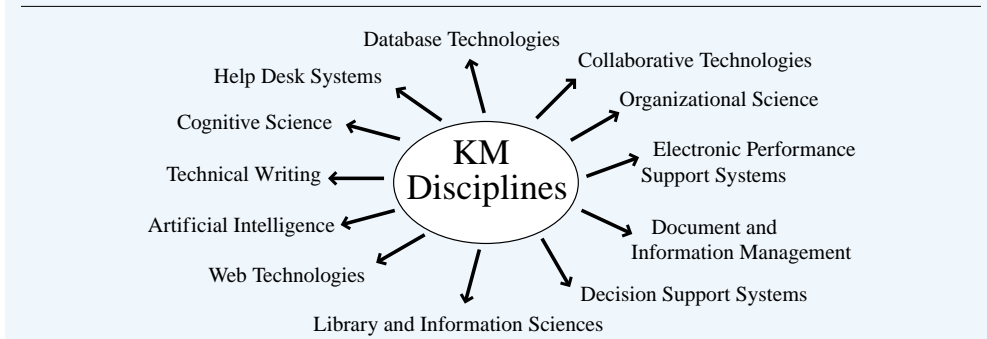 Database Technologies
Help Desk Systems
Collaborative Technologies
Organizational Science
Cognitive Science
KM
Disciplines
Electronic Performance
Support Systems
Technical Writing
Artificial Intelligence
Document and
Information Management
Web Technologies
Decision Support Systems
Library and Information Sciences